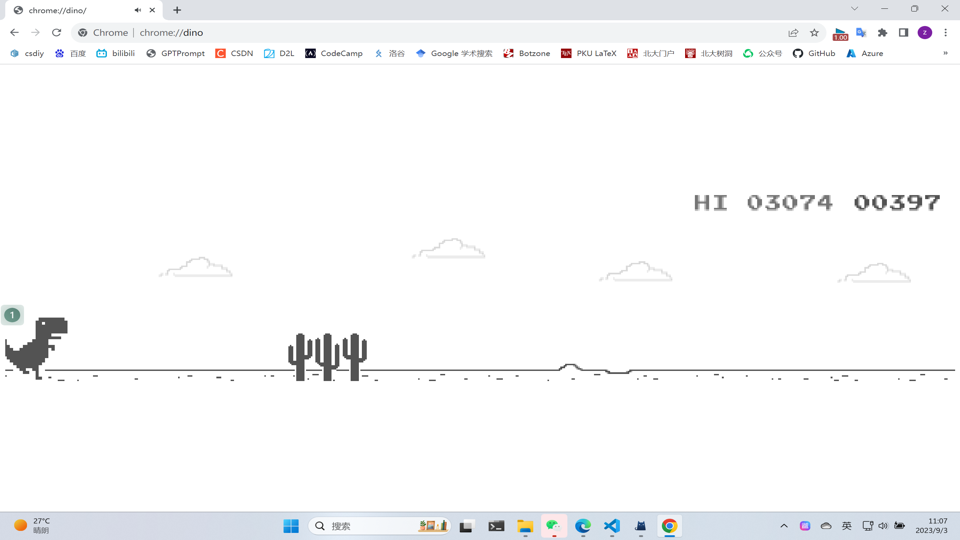 chrome://dino/
Chrome | chrome://dino
1.00
z
csdiy 百度 bilibili GPTPrompt CSDN D2L CodeCamp 洛谷 Google 学术搜索 Botzone PKU LaTeX 北大门户 北大树洞 公众号 GitHub Azure »
HI 03074 00397
1
27°C
晴朗
搜索
英
11:07
2023/9/3